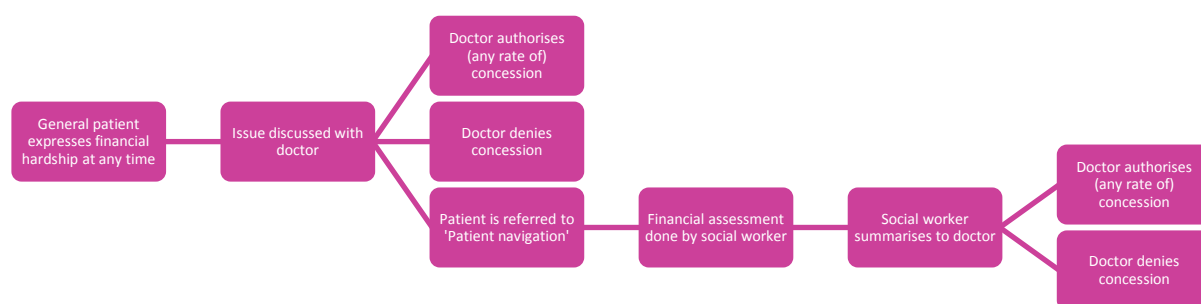 General patient
expresses financial
hardship at any time
Issue discussed with
doctor
Doctor authorises
(any rate of)
concession
Doctor denies
concession
Patient is referred to
'Patient navigation'
Financial assessment
done by social worker
Social worker
summarises to doctor
Doctor authorises
(any rate of)
concession
Doctor denies
concession